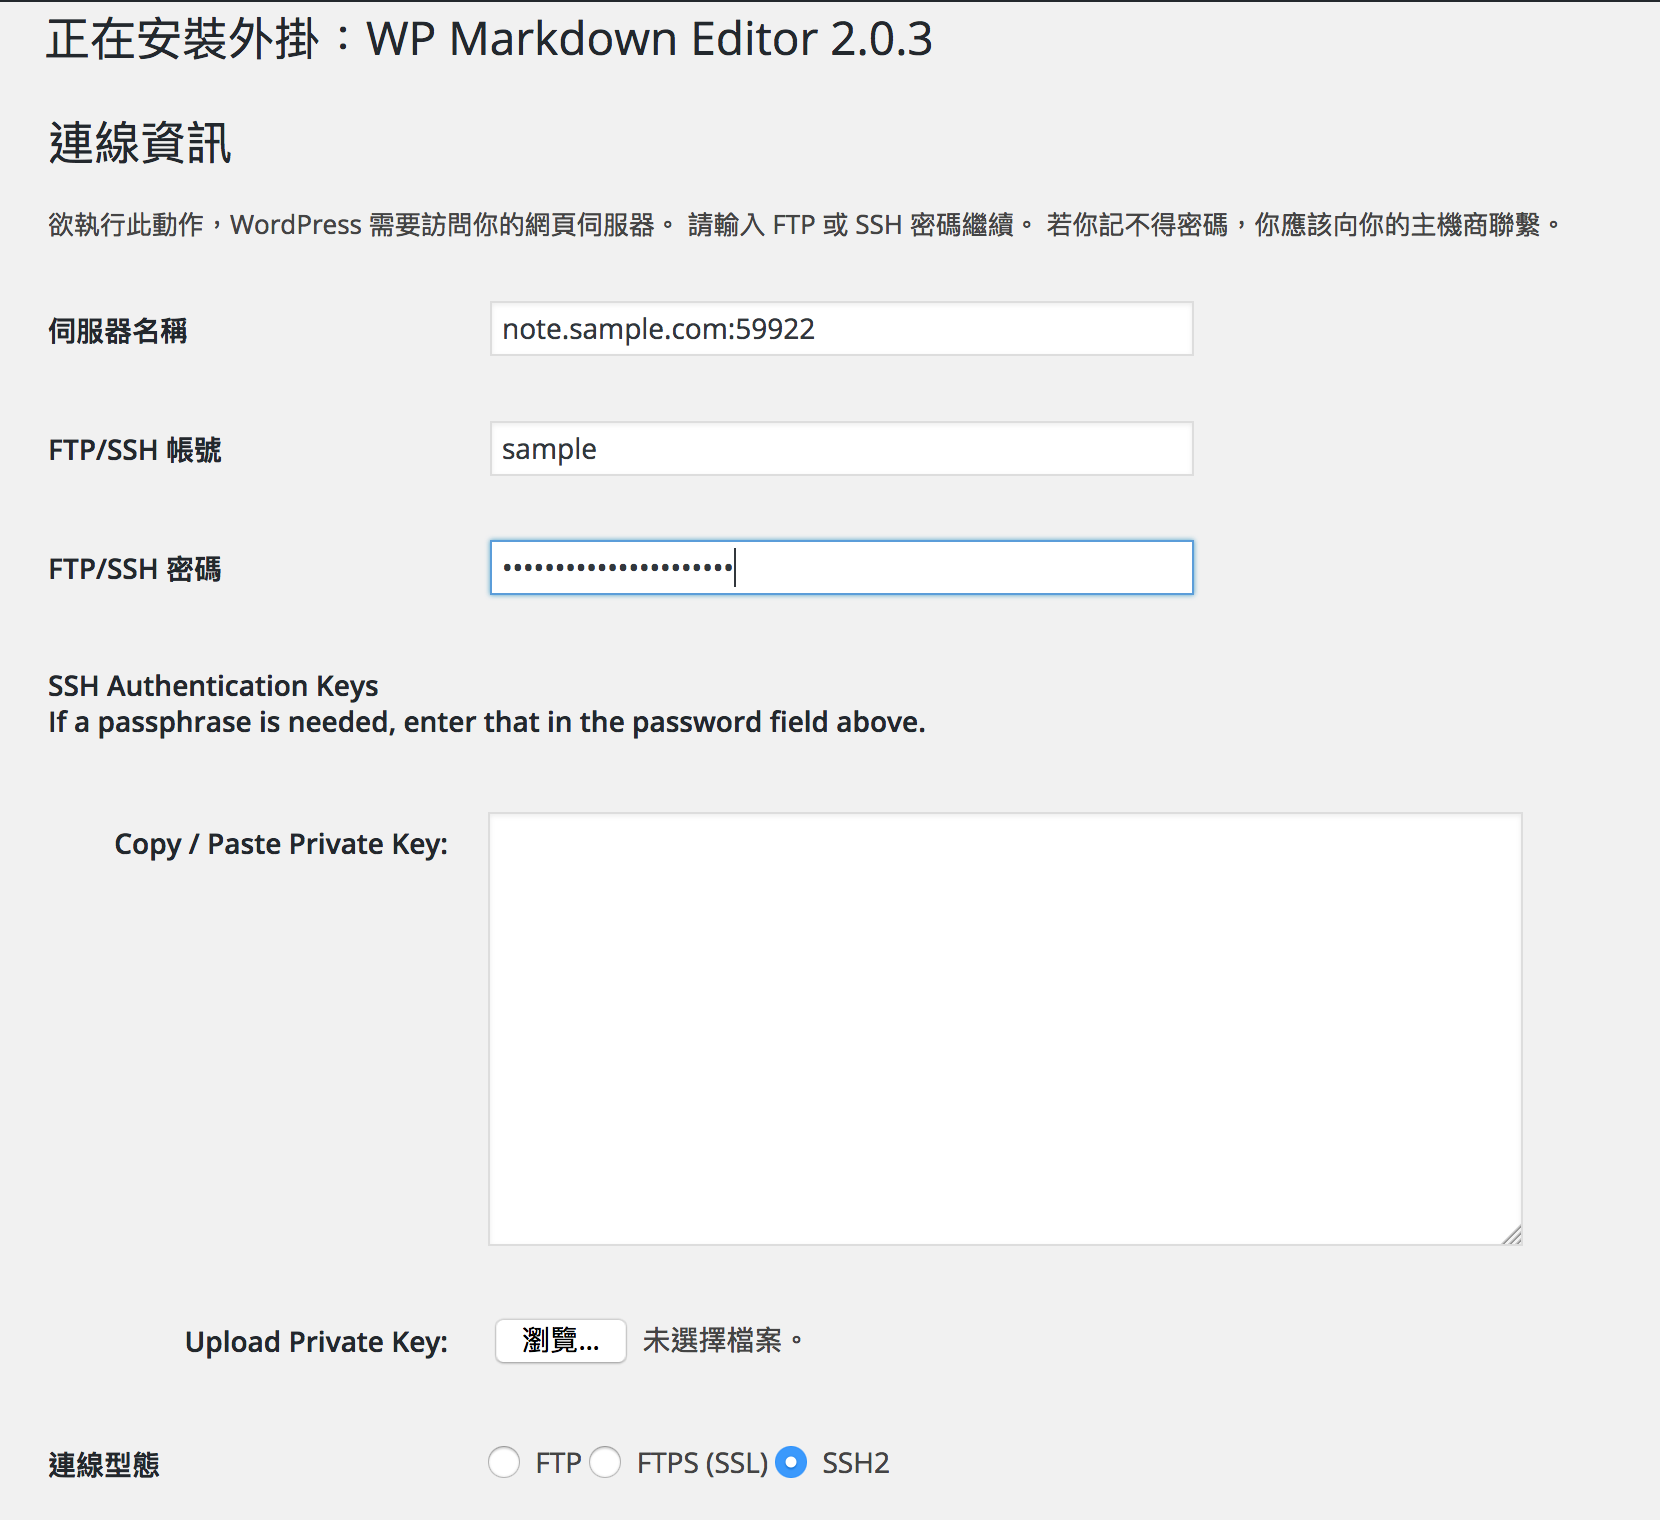 正在安裝外掛：WP Markdown Editor 2.0.3
連線資訊
欲執行此動作，WordPress 需要訪問你的網頁伺服器。 請輸入 FTP 或 SSH 密碼繼續。 若你記不得密碼，你應該向你的主機商聯繫。
伺服器名稱 note.sample.com:59922
FTP/SSH 帳號 sample
FTP/SSH 密碼 ••••••••••••••••••••••
SSH Authentication Keys
If a passphrase is needed, enter that in the password field above.
Copy / Paste Private Key:
Upload Private Key: 瀏覽... 未選擇檔案。
連線型態 FTP FTPS (SSL) SSH2